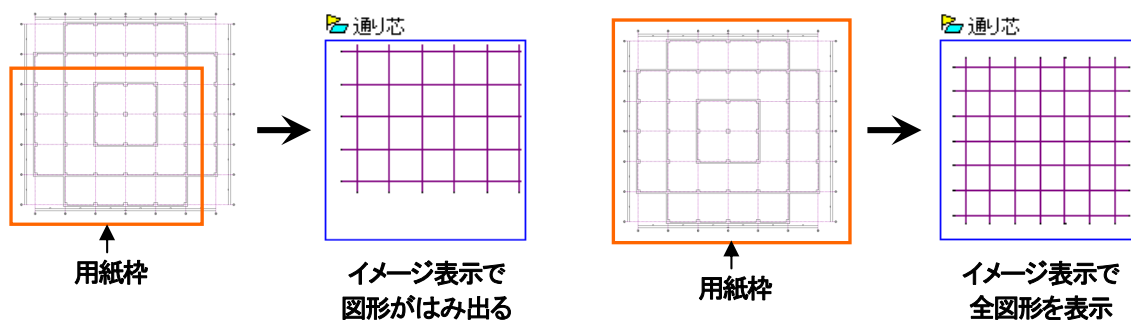 通り芯
用紙枠
イメージ表示で
図形がはみ出る
通り芯
用紙枠
イメージ表示で
全図形を表示